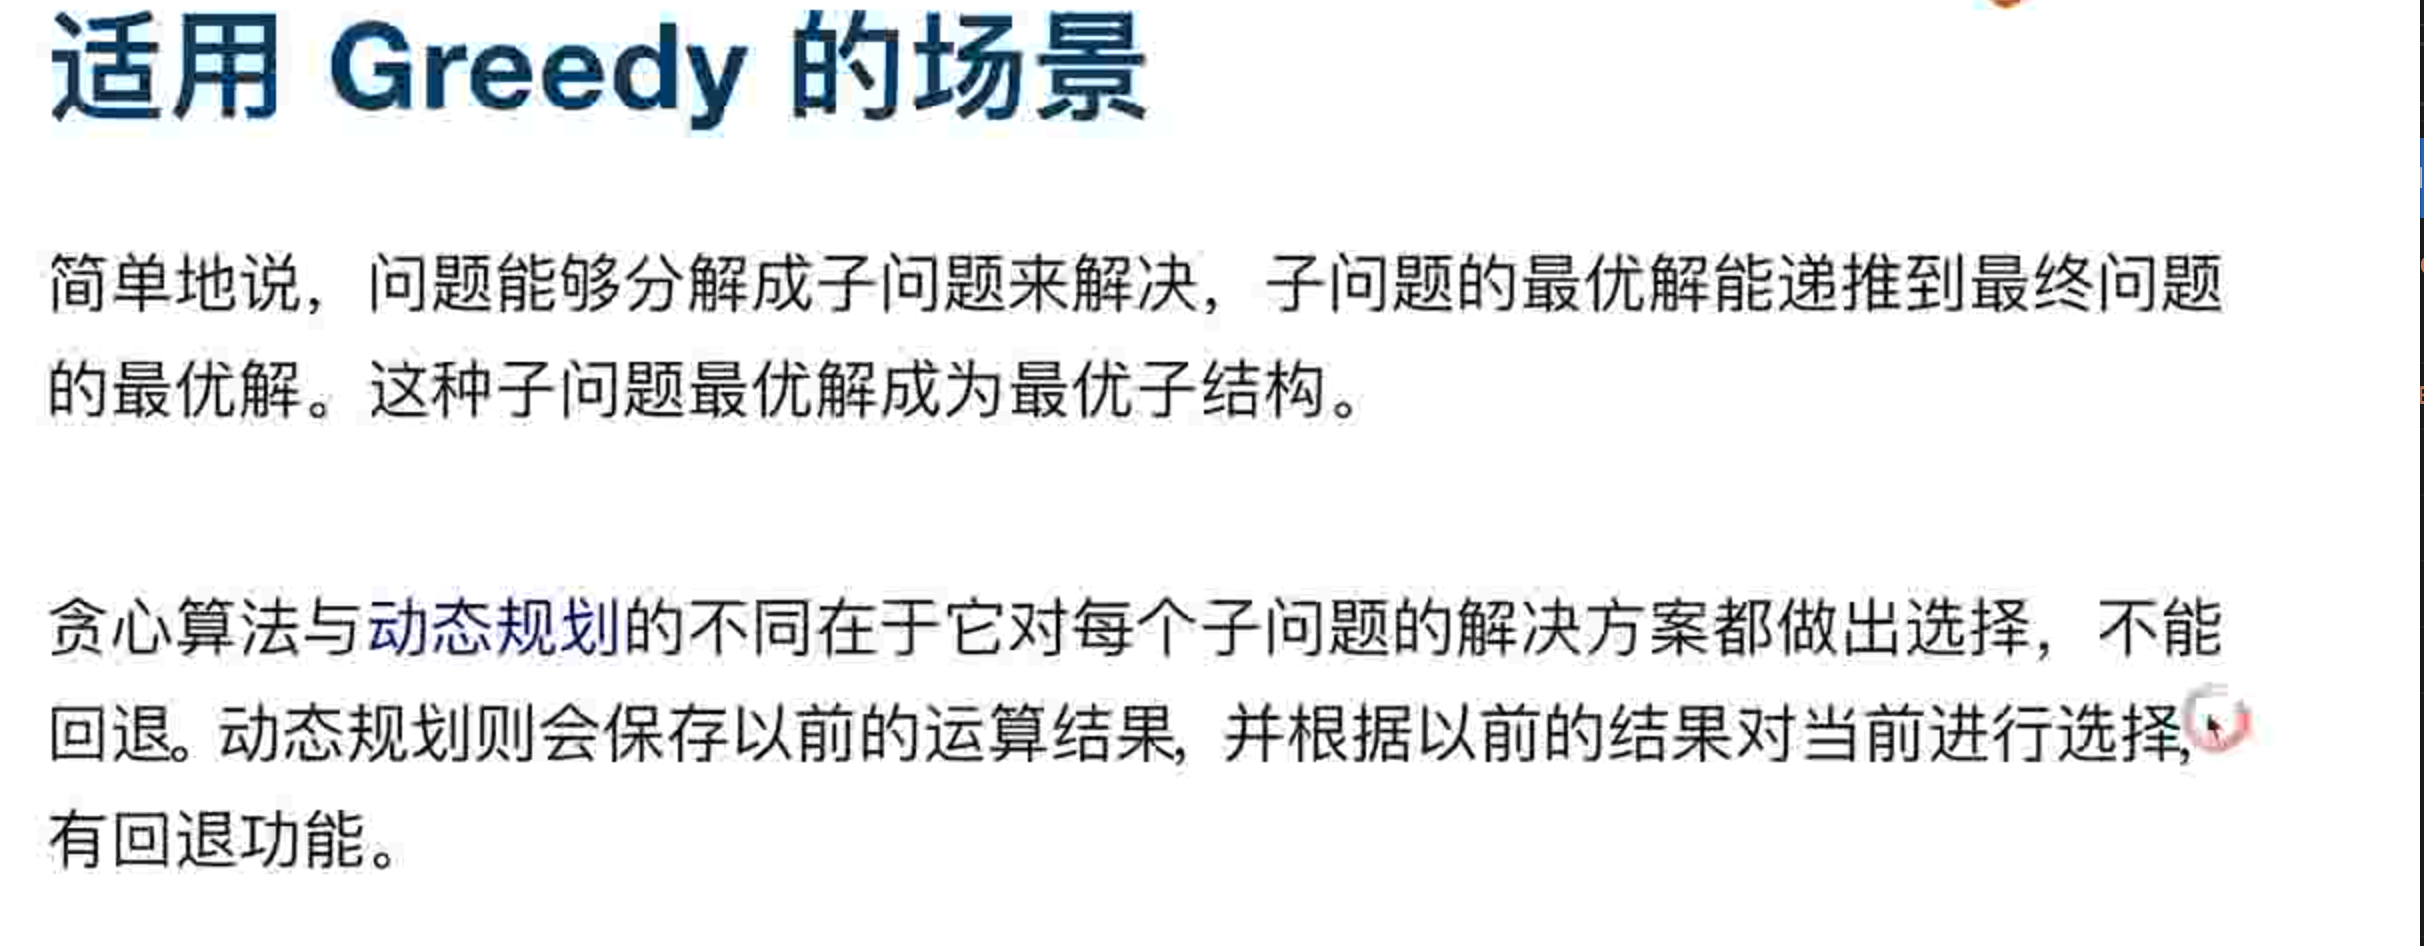 适用 Greedy 的场景
简单地说，问题能够分解成子问题来解决，子问题的最优解能递推到最终问题
的最优解。这种子问题最优解成为最优子结构。
贪心算法与动态规划的不同在于它对每个子问题的解决方案都做出选择，不能
回退。动态规划则会保存以前的运算结果，并根据以前的结果对当前进行选择，
有回退功能。